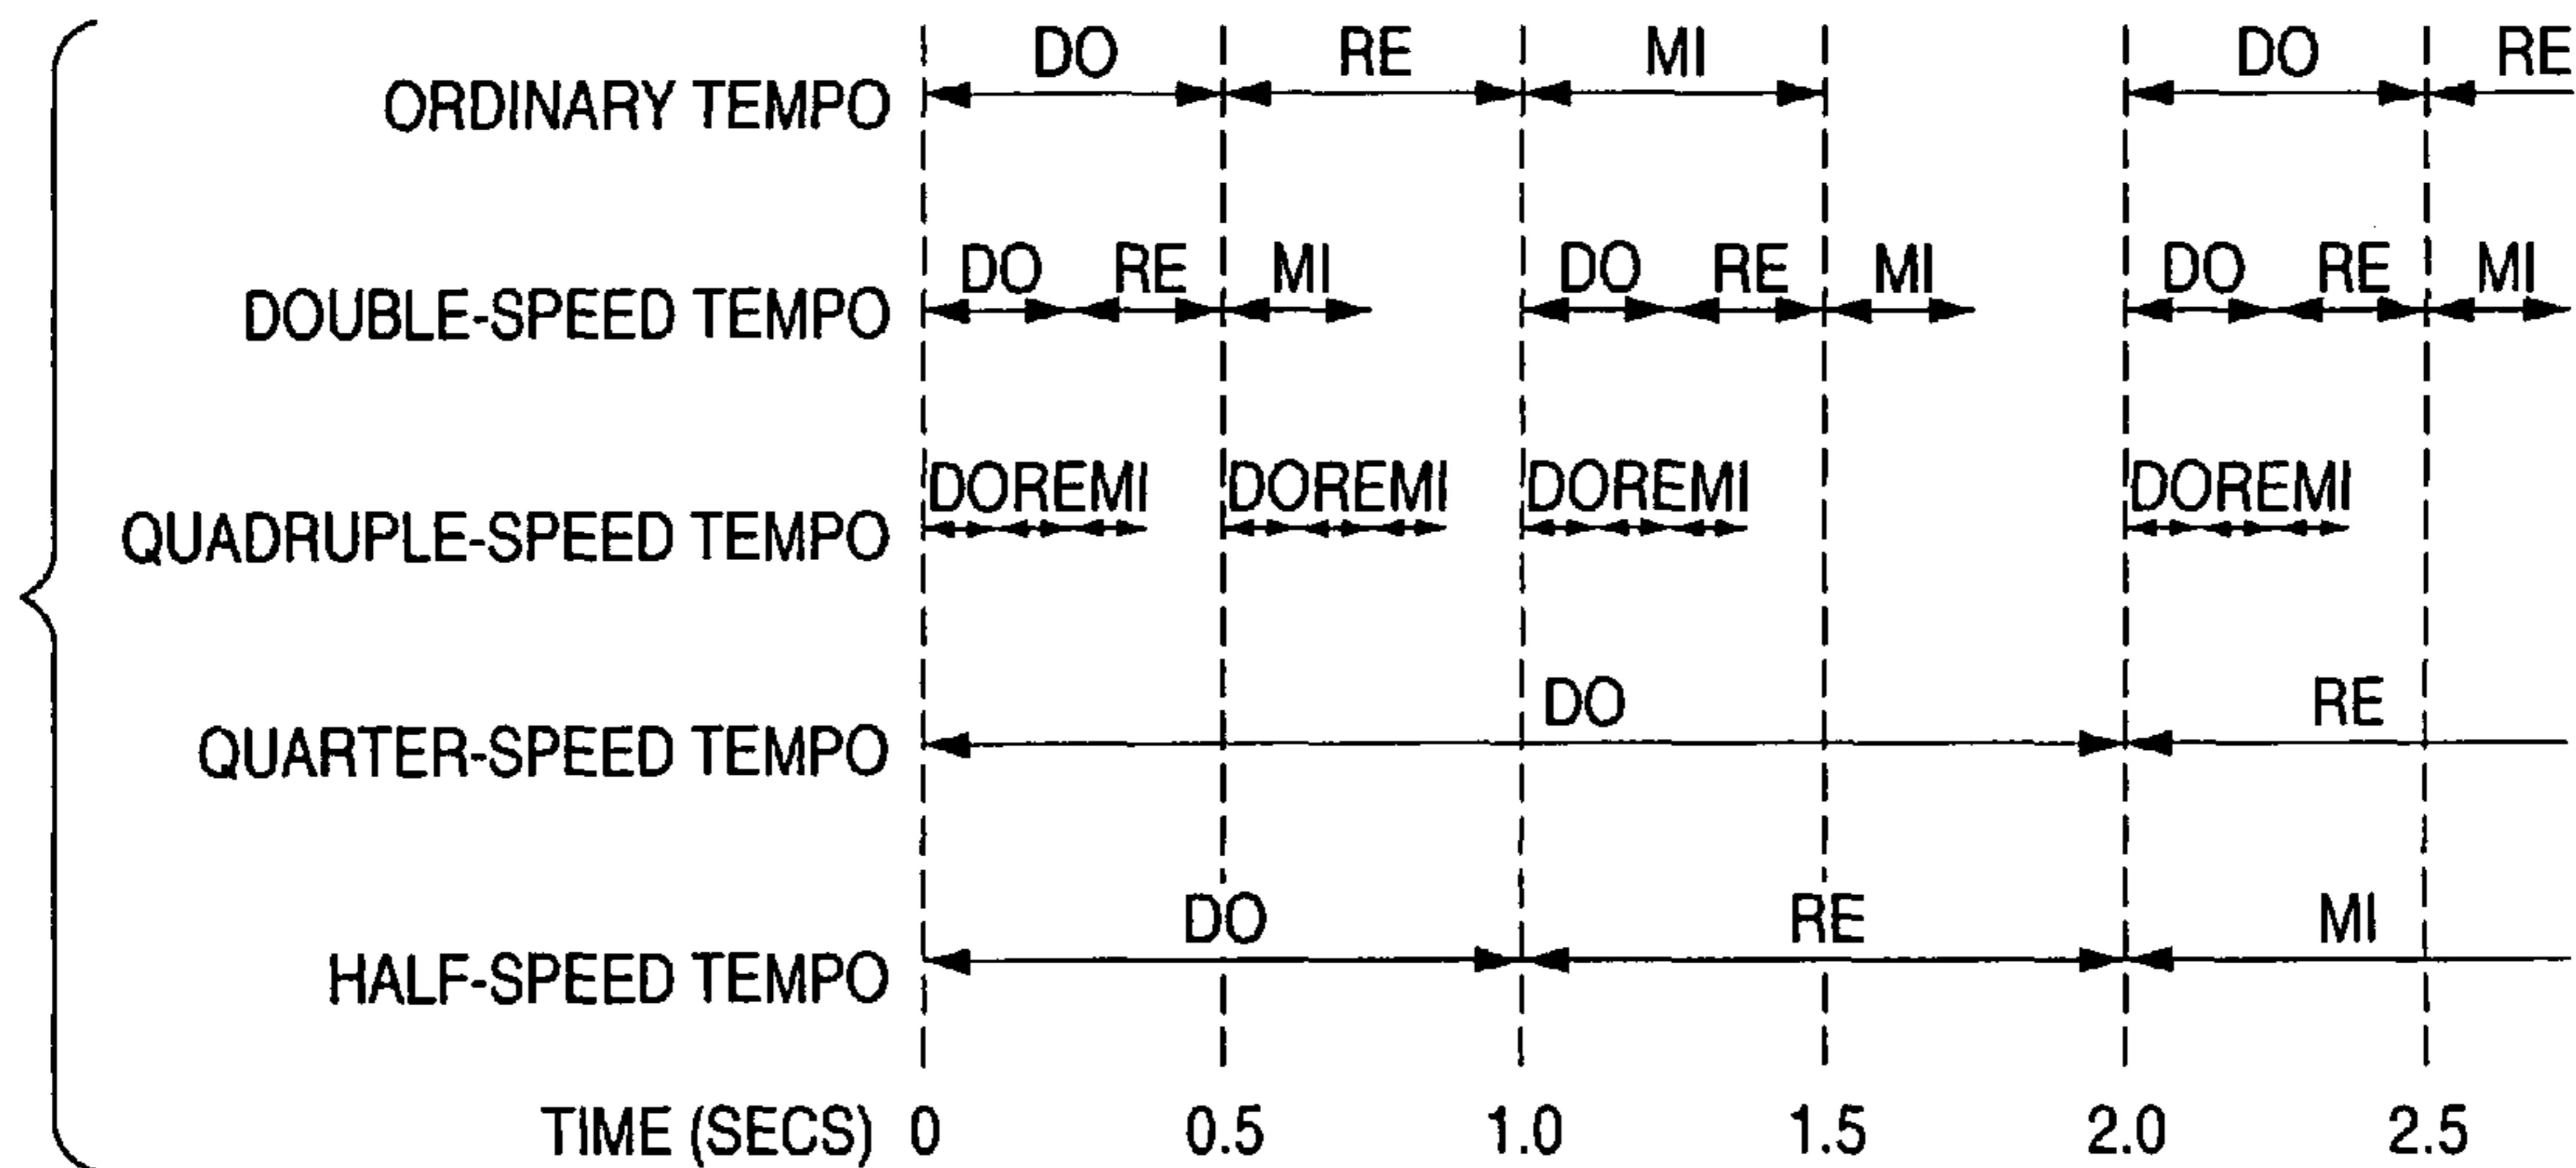 DO RE MI DO RE
ORDINARY TEMPO
DO RE MI DO RE MI DO RE MI
DOUBLE-SPEED TEMPO
DOREMI DOREMI DOREMI DOREMI
QUADRUPLE-SPEED TEMPO
DO RE
QUARTER-SPEED TEMPO
DO RE MI
HALF-SPEED TEMPO
TIME (SECS) 0 0.5 1.0 1.5 2.0 2.5